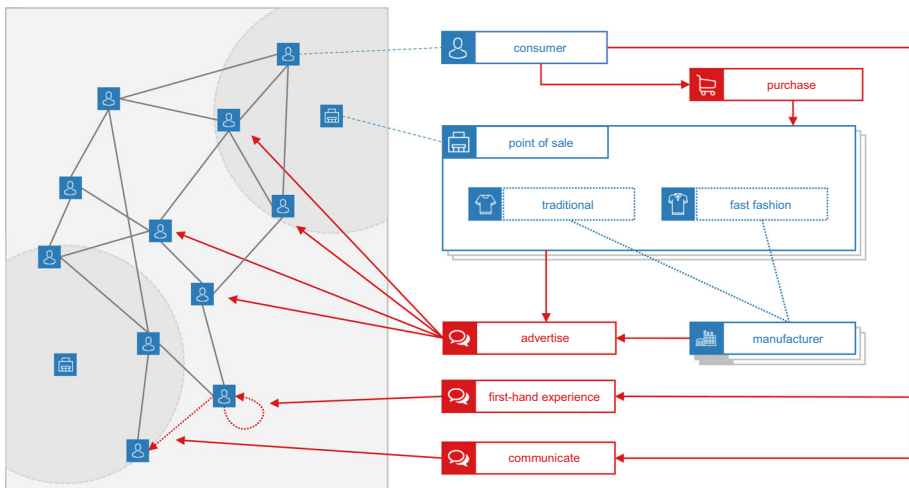 consumer
purchase
point of sale
traditional
fast fashion
advertise
manufacturer
first-hand experience
communicate